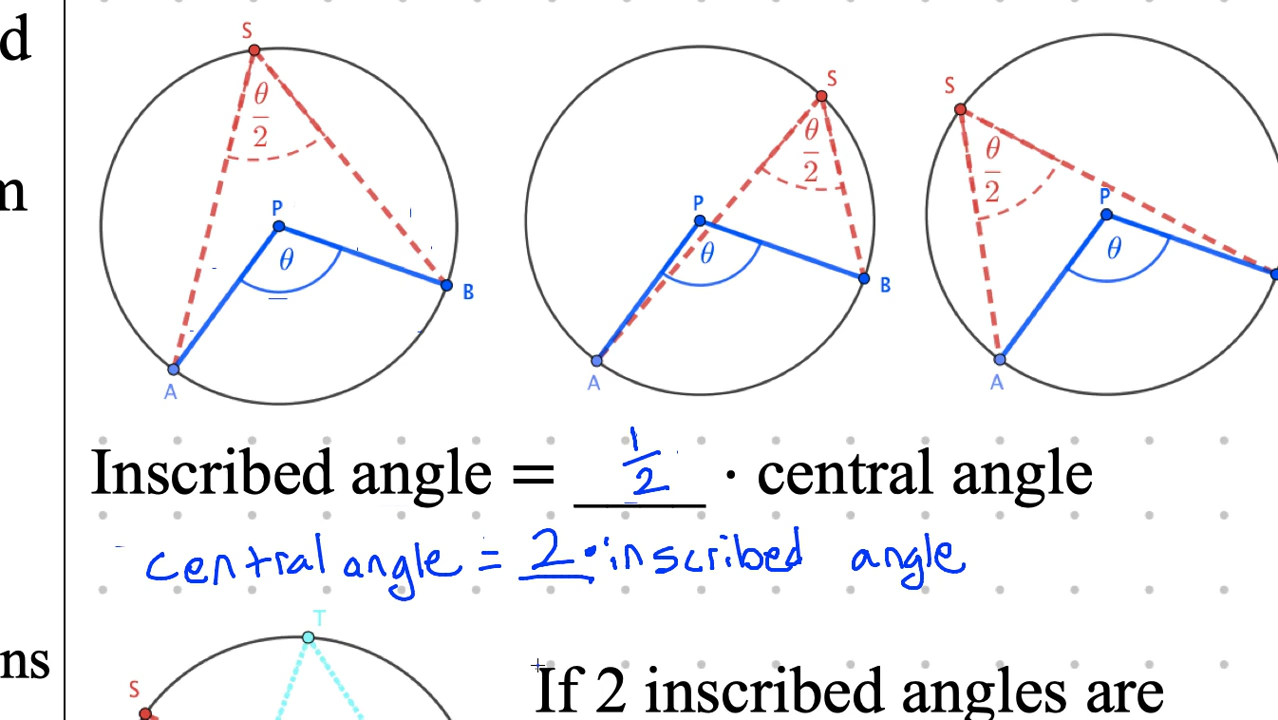 d
m
ns
S
θ/2
P
θ
A
B
S
θ/2
P
θ
A
B
S
θ/2
P
θ
A
Inscribed angle = 1/2 · central angle
central angle = 2 · inscribed angle
T
S
If 2 inscribed angles are